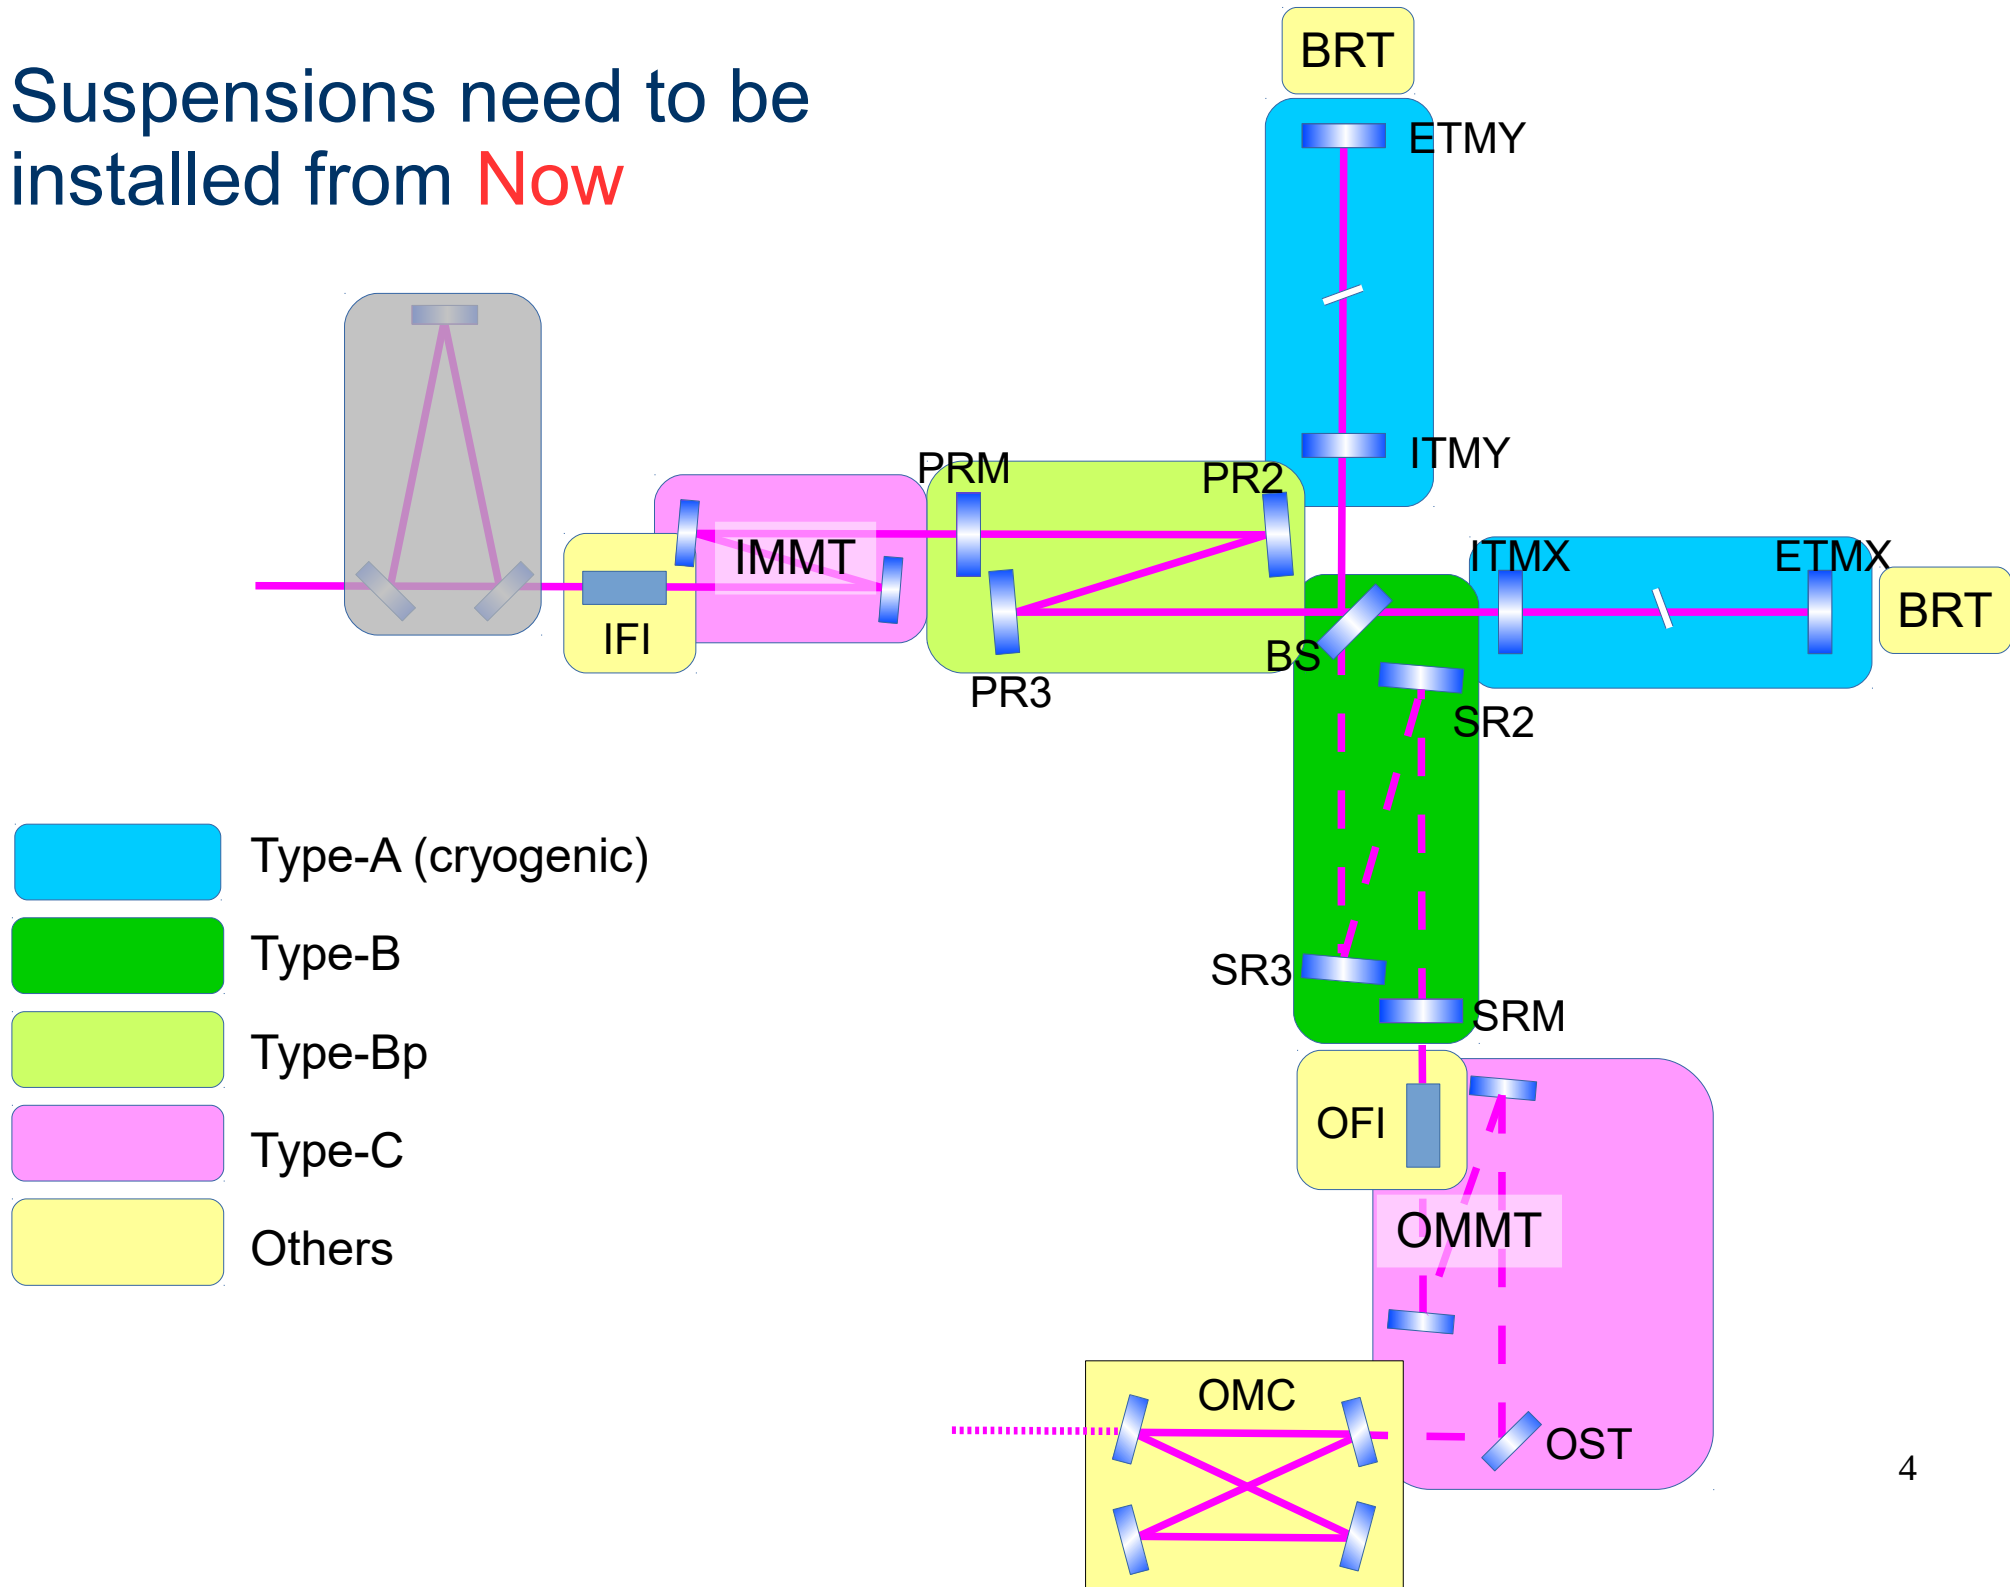 Suspensions need to be
installed from Now
BRT
ETMY
ITMY
PRM
PR2
IMMT
ITMX
ETMX
BRT
IFI
BS
PR3
SR2
Type-A (cryogenic)
Type-B
SR3
SRM
Type-Bp
OFI
Type-C
OMMT
Others
OMC
OST
4